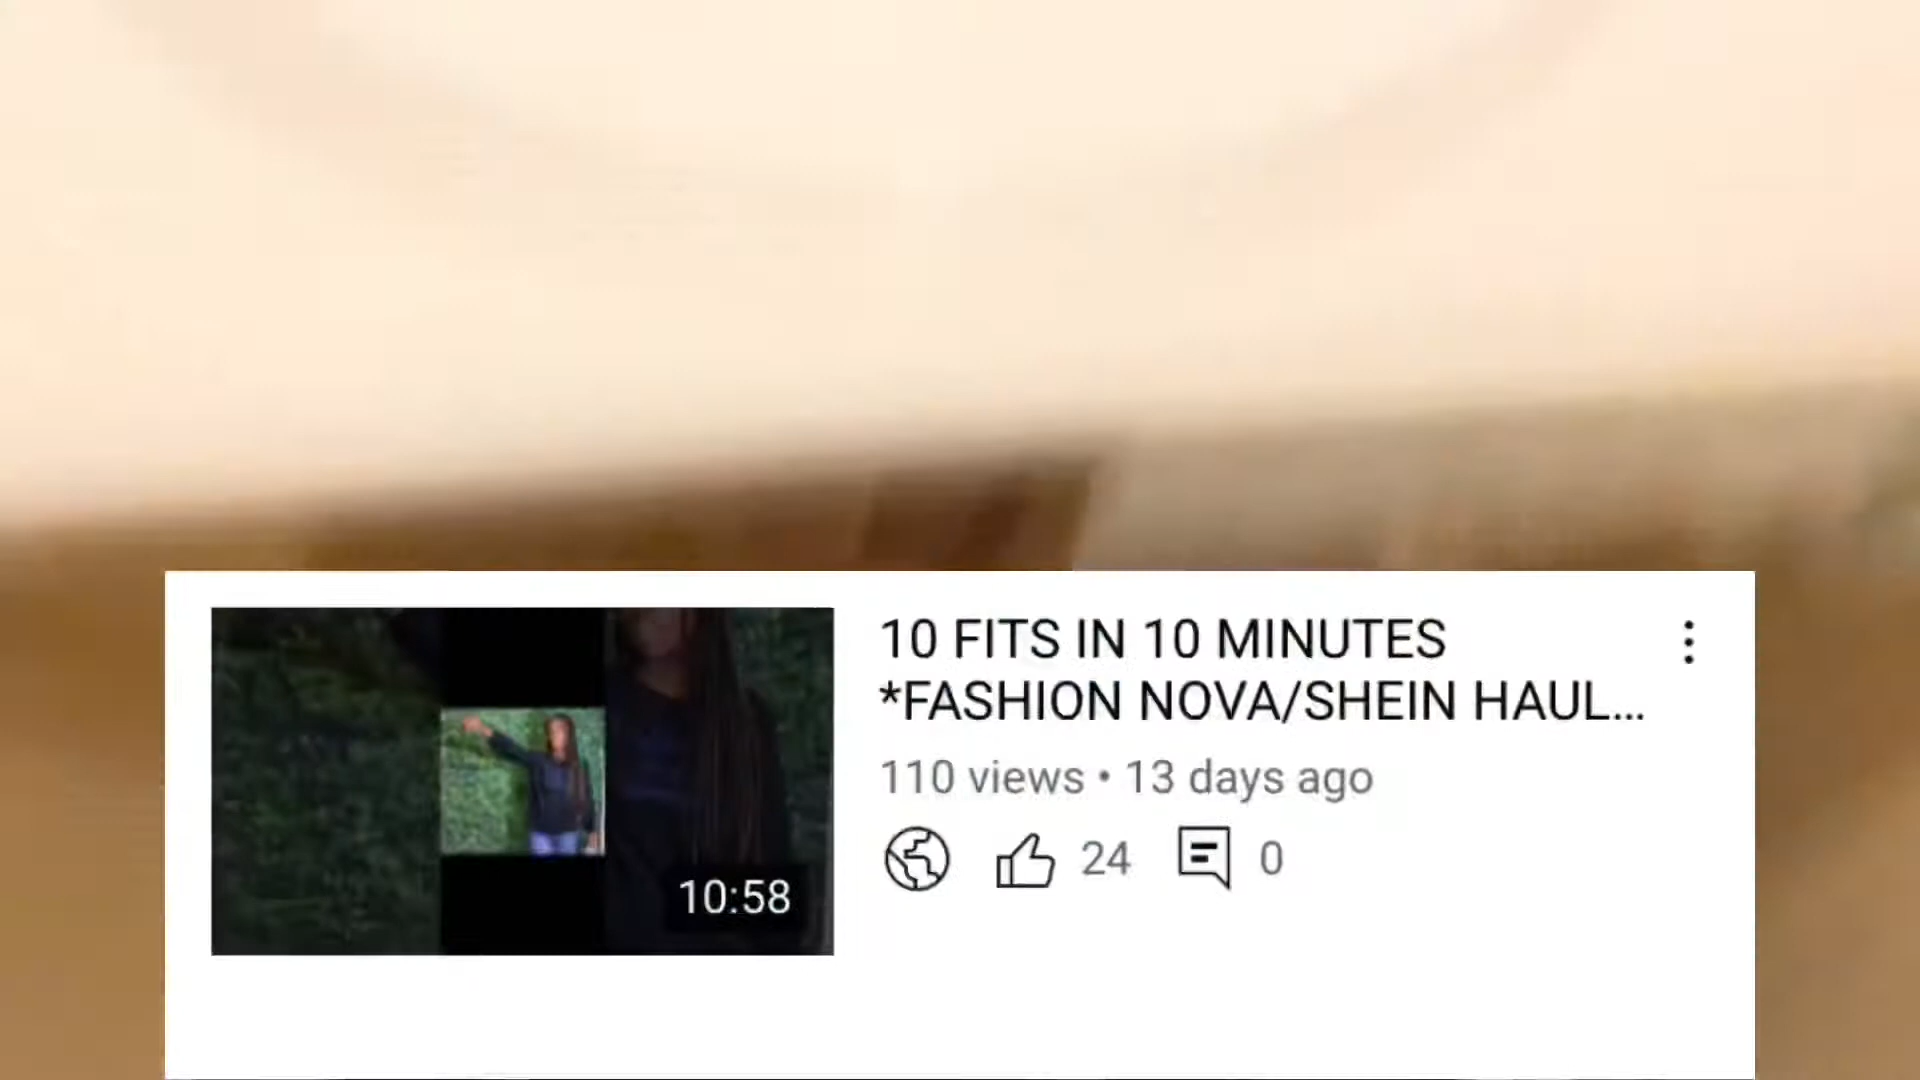 10 FITS IN 10 MINUTES
*FASHION NOVA/SHEIN HAUL...
110 views • 13 days ago
24 0
10:58